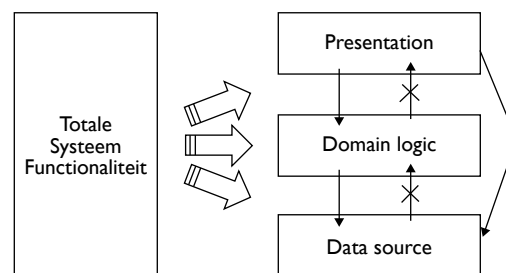 Totale
Systeem
Functionaliteit
Presentation
Domain logic
Data source